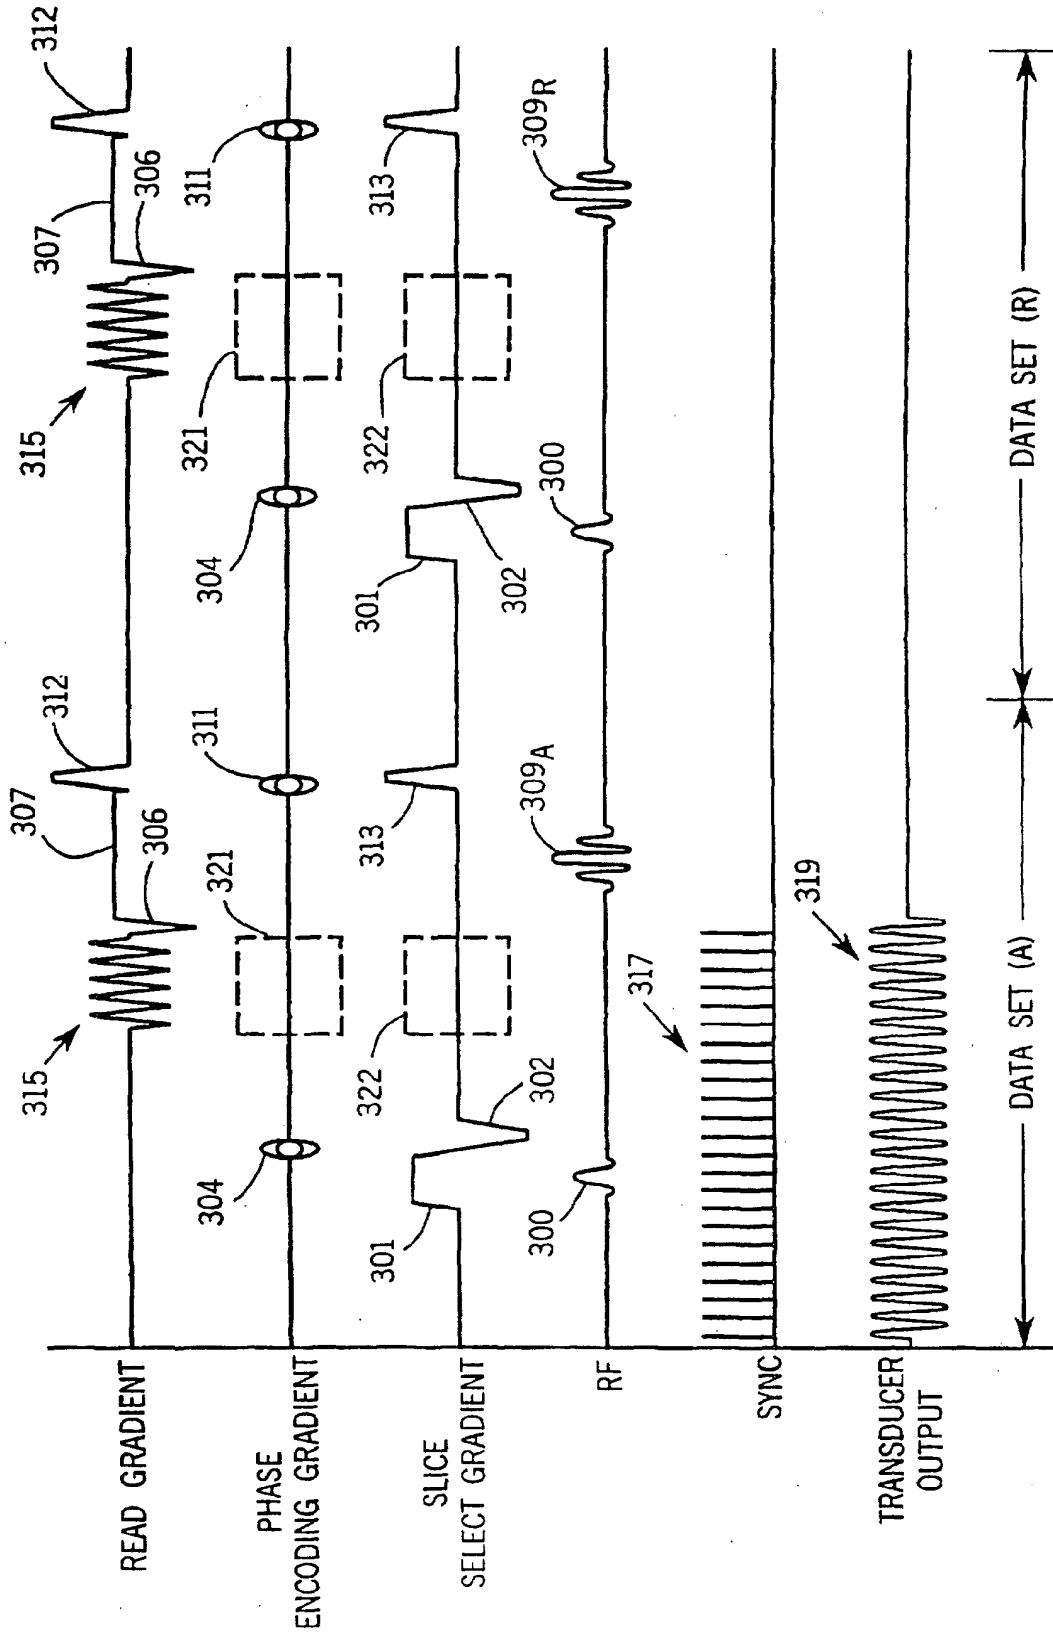 READ GRADIENT
315
306
307
312
315
306
307
312
PHASE
ENCODING GRADIENT
304
321
311
304
321
311
SLICE
SELECT GRADIENT
301
302
322
313
301
302
322
313
RF
300
309A
300
309R
SYNC
317
TRANSDUCER
OUTPUT
319
DATA SET (A)
DATA SET (R)